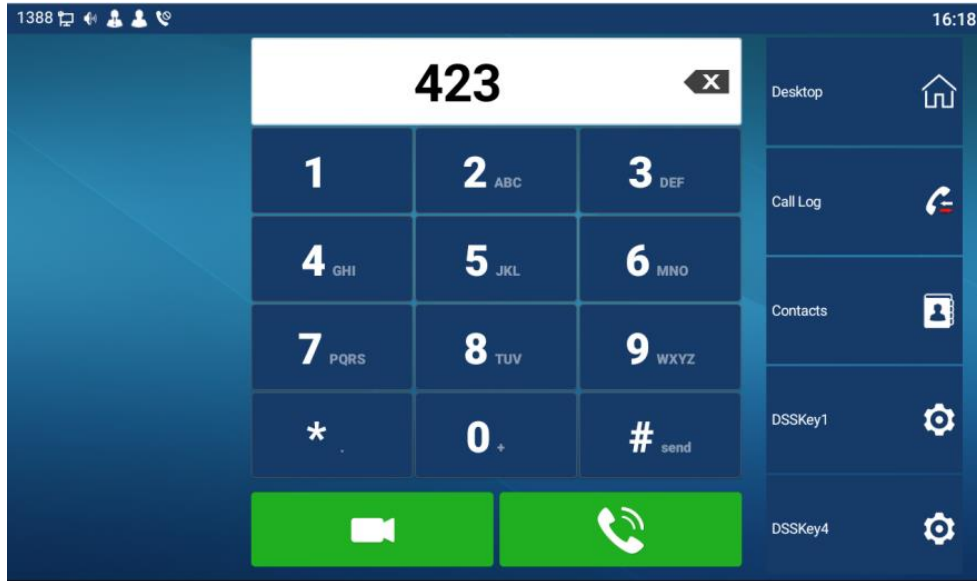 1388
16:18
423
X
Desktop
1
2 ABC
3 DEF
Call Log
4 GHI
5 JKL
6 MNO
Contacts
7 PQRS
8 TUV
9 WXYZ
DSSKey1
* .
0 +
# send
DSSKey4